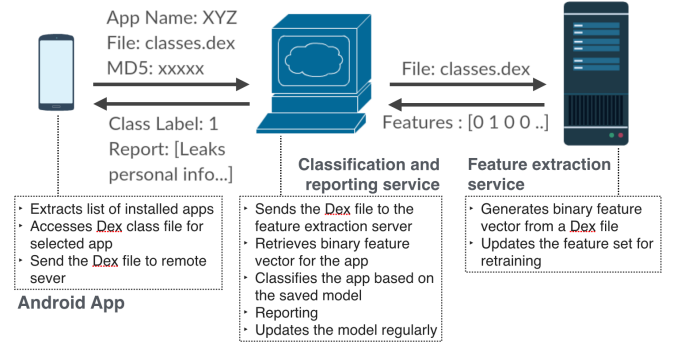 App Name: XYZ
File: classes.dex
MD5: xxxxx
Class Label: 1
Report: [Leaks
personal info...]
File: classes.dex
Features : [0 1 0 0 ..]
Classification and
reporting service
Feature extraction
service
‣ Extracts list of installed apps
‣ Accesses Dex class file for
selected app
‣ Send the Dex file to remote
sever
Android App
‣ Sends the Dex file to the
feature extraction server
‣ Retrieves binary feature
vector for the app
‣ Classifies the app based on
the saved model
‣ Reporting
‣ Updates the model regularly
‣ Generates binary feature
vector from a Dex file
‣ Updates the feature set for
retraining